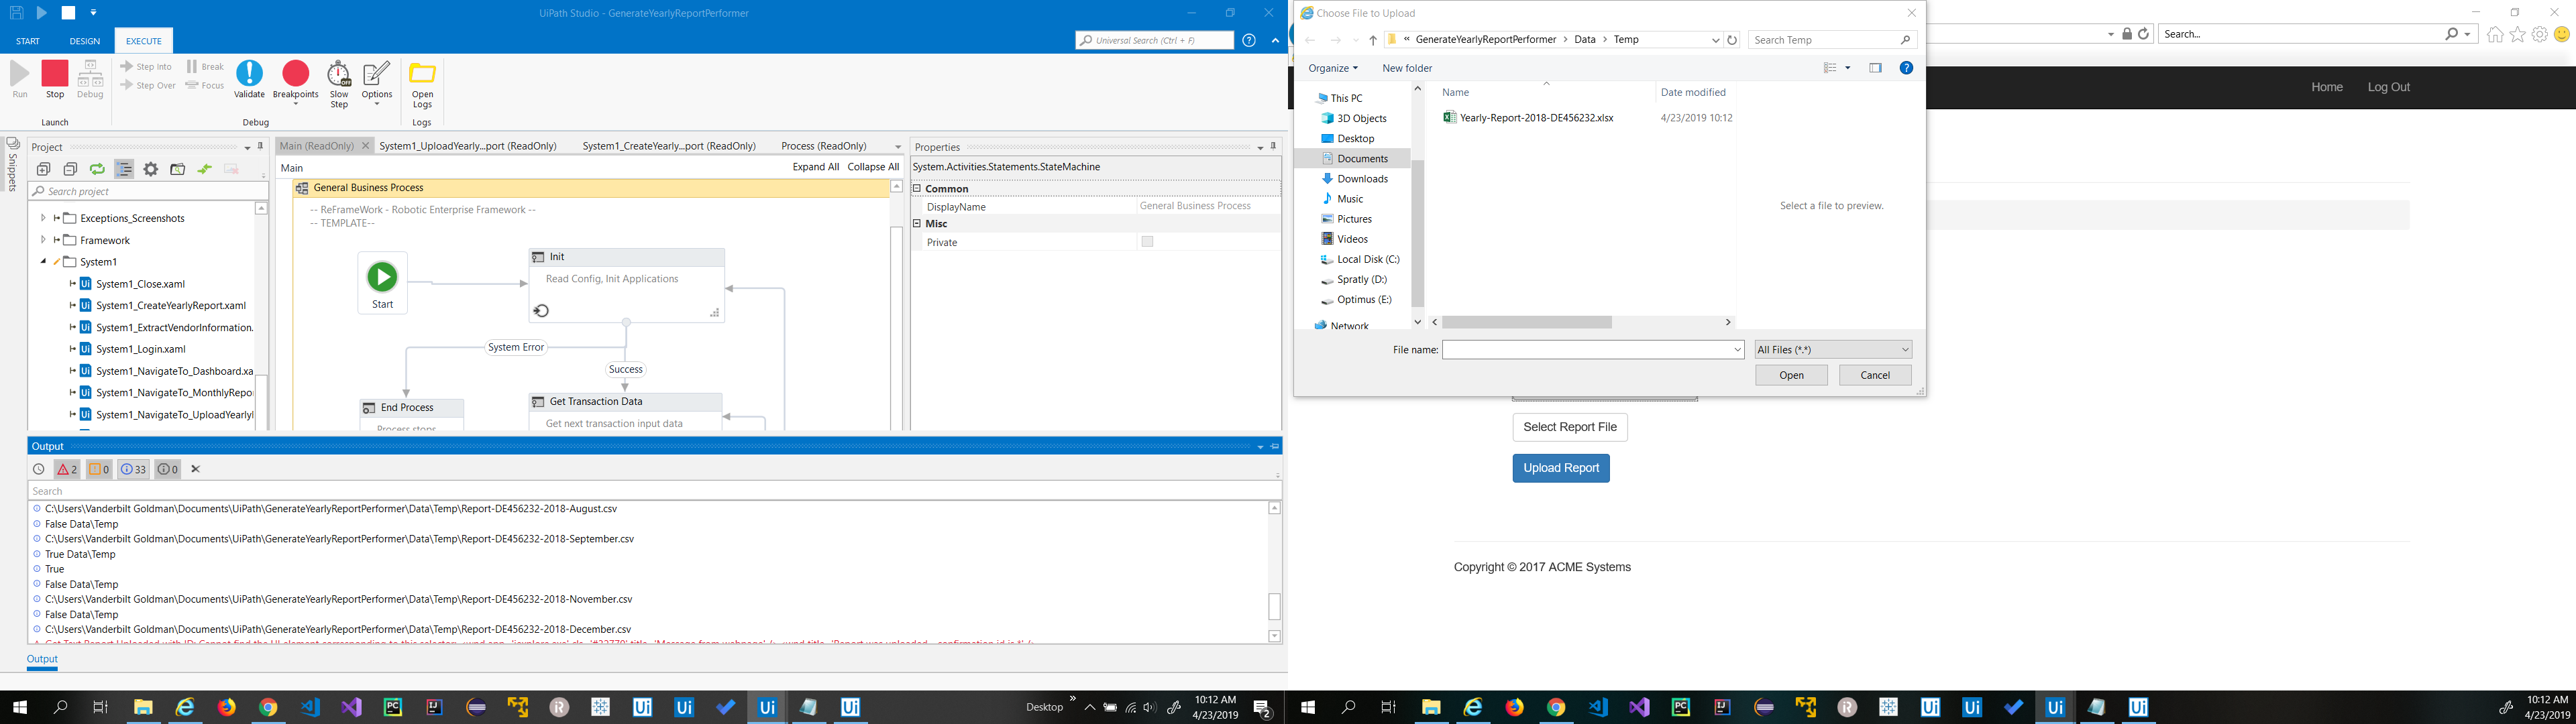 UiPath Studio - GenerateYearlyReportPerformer
START
DESIGN
EXECUTE
Universal Search (Ctrl + F)
Run
Stop
Debug
Step Into
Step Over
Break
Focus
Validate
Breakpoints
Slow
Step
Options
Open
Logs
Launch
Debug
Logs
Snippets
Project
Search project
Exceptions_Screenshots
Framework
System1
System1_Close.xaml
System1_CreateYearlyReport.xaml
System1_ExtractVendorInformation.
System1_Login.xaml
System1_NavigateTo_Dashboard.xa
System1_NavigateTo_MonthlyRepor
System1_NavigateTo_UploadYearlyI
Main (ReadOnly)
System1_UploadYearly...port (ReadOnly)
System1_CreateYearly...port (ReadOnly)
Process (ReadOnly)
Main
Expand All
Collapse All
General Business Process
-- ReFrameWork - Robotic Enterprise Framework --
-- TEMPLATE--
Start
Init
Read Config, Init Applications
System Error
Success
End Process
Process stops
Get Transaction Data
Get next transaction input data
Properties
System.Activities.Statements.StateMachine
Common
DisplayName
General Business Process
Misc
Private
Output
2
0
33
0
Search
C:\Users\Vanderbilt Goldman\Documents\UiPath\GenerateYearlyReportPerformer\Data\Temp\Report-DE456232-2018-August.csv
False Data\Temp
C:\Users\Vanderbilt Goldman\Documents\UiPath\GenerateYearlyReportPerformer\Data\Temp\Report-DE456232-2018-September.csv
True Data\Temp
True
False Data\Temp
C:\Users\Vanderbilt Goldman\Documents\UiPath\GenerateYearlyReportPerformer\Data\Temp\Report-DE456232-2018-November.csv
False Data\Temp
C:\Users\Vanderbilt Goldman\Documents\UiPath\GenerateYearlyReportPerformer\Data\Temp\Report-DE456232-2018-December.csv
Output
Desktop
10:12 AM
4/23/2019
2
Choose File to Upload
« GenerateYearlyReportPerformer > Data > Temp
Search Temp
Organize
New folder
Name
Date modified
This PC
3D Objects
Desktop
Documents
Downloads
Music
Pictures
Videos
Local Disk (C:)
Spratly (D:)
Optimus (E:)
Network
Yearly-Report-2018-DE456232.xlsx
4/23/2019 10:12
Select a file to preview.
File name:
All Files (*.*)
Open
Cancel
Search...
Home
Log Out
Select Report File
Upload Report
Copyright © 2017 ACME Systems
10:12 AM
4/23/2019